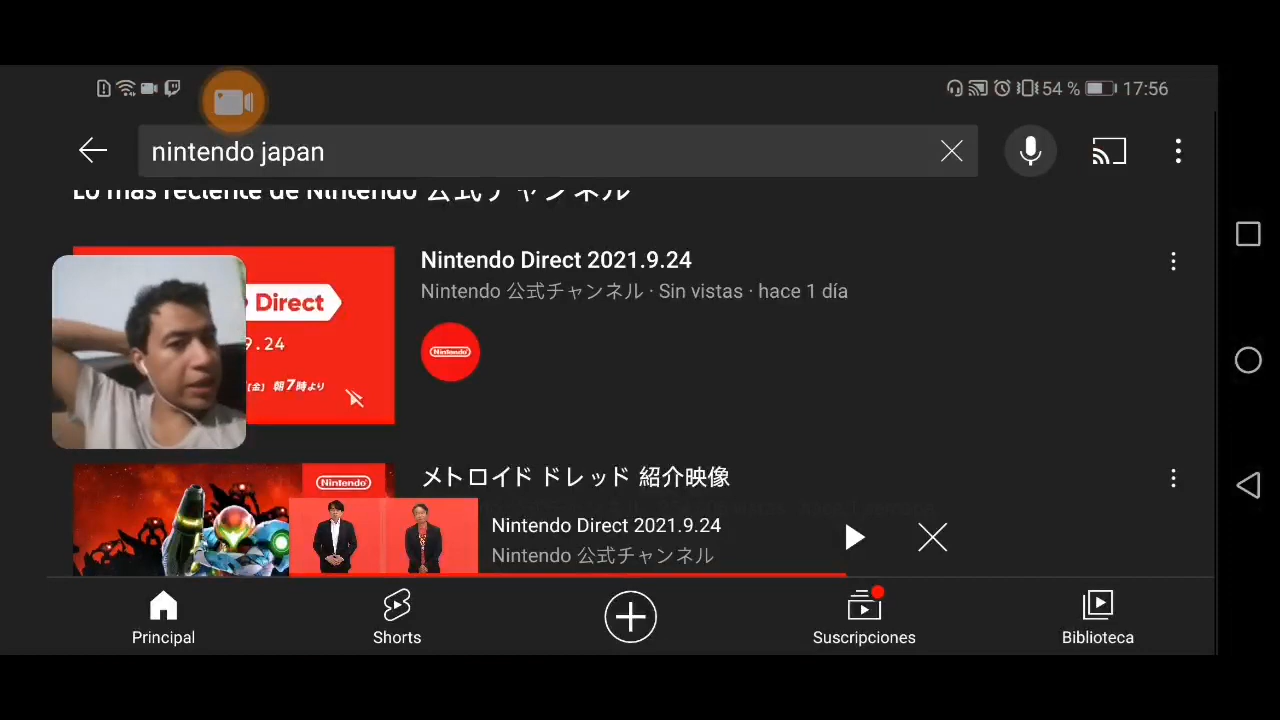 54 % 17:56
nintendo japan
Lo más reciente de Nintendo 公式チャンネル
Direct
9.24
[金] 朝7時より
Nintendo Direct 2021.9.24
Nintendo 公式チャンネル · Sin vistas · hace 1 día
Nintendo
Nintendo
メトロイド ドレッド 紹介映像
Nintendo Direct 2021.9.24
Nintendo 公式チャンネル
Principal
Shorts
Suscripciones
Biblioteca